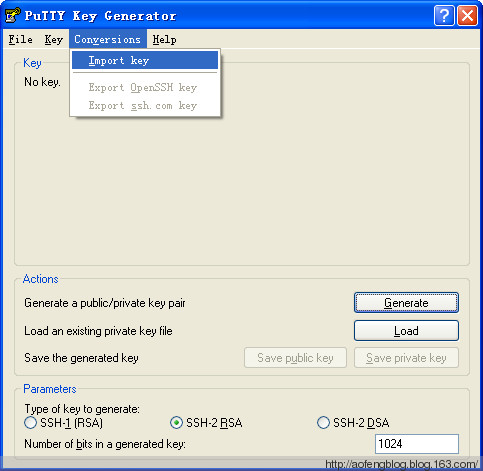 PuTTY Key Generator
File Key Conversions Help
Import key
Export OpenSSH key
Export ssh.com key
Key
No key.
Actions
Generate a public/private key pair
Generate
Load an existing private key file
Load
Save the generated key
Save public key
Save private key
Parameters
Type of key to generate:
SSH-1 (RSA)
SSH-2 RSA
SSH-2 DSA
Number of bits in a generated key:
1024
http://aofengblog.blog.163.com/